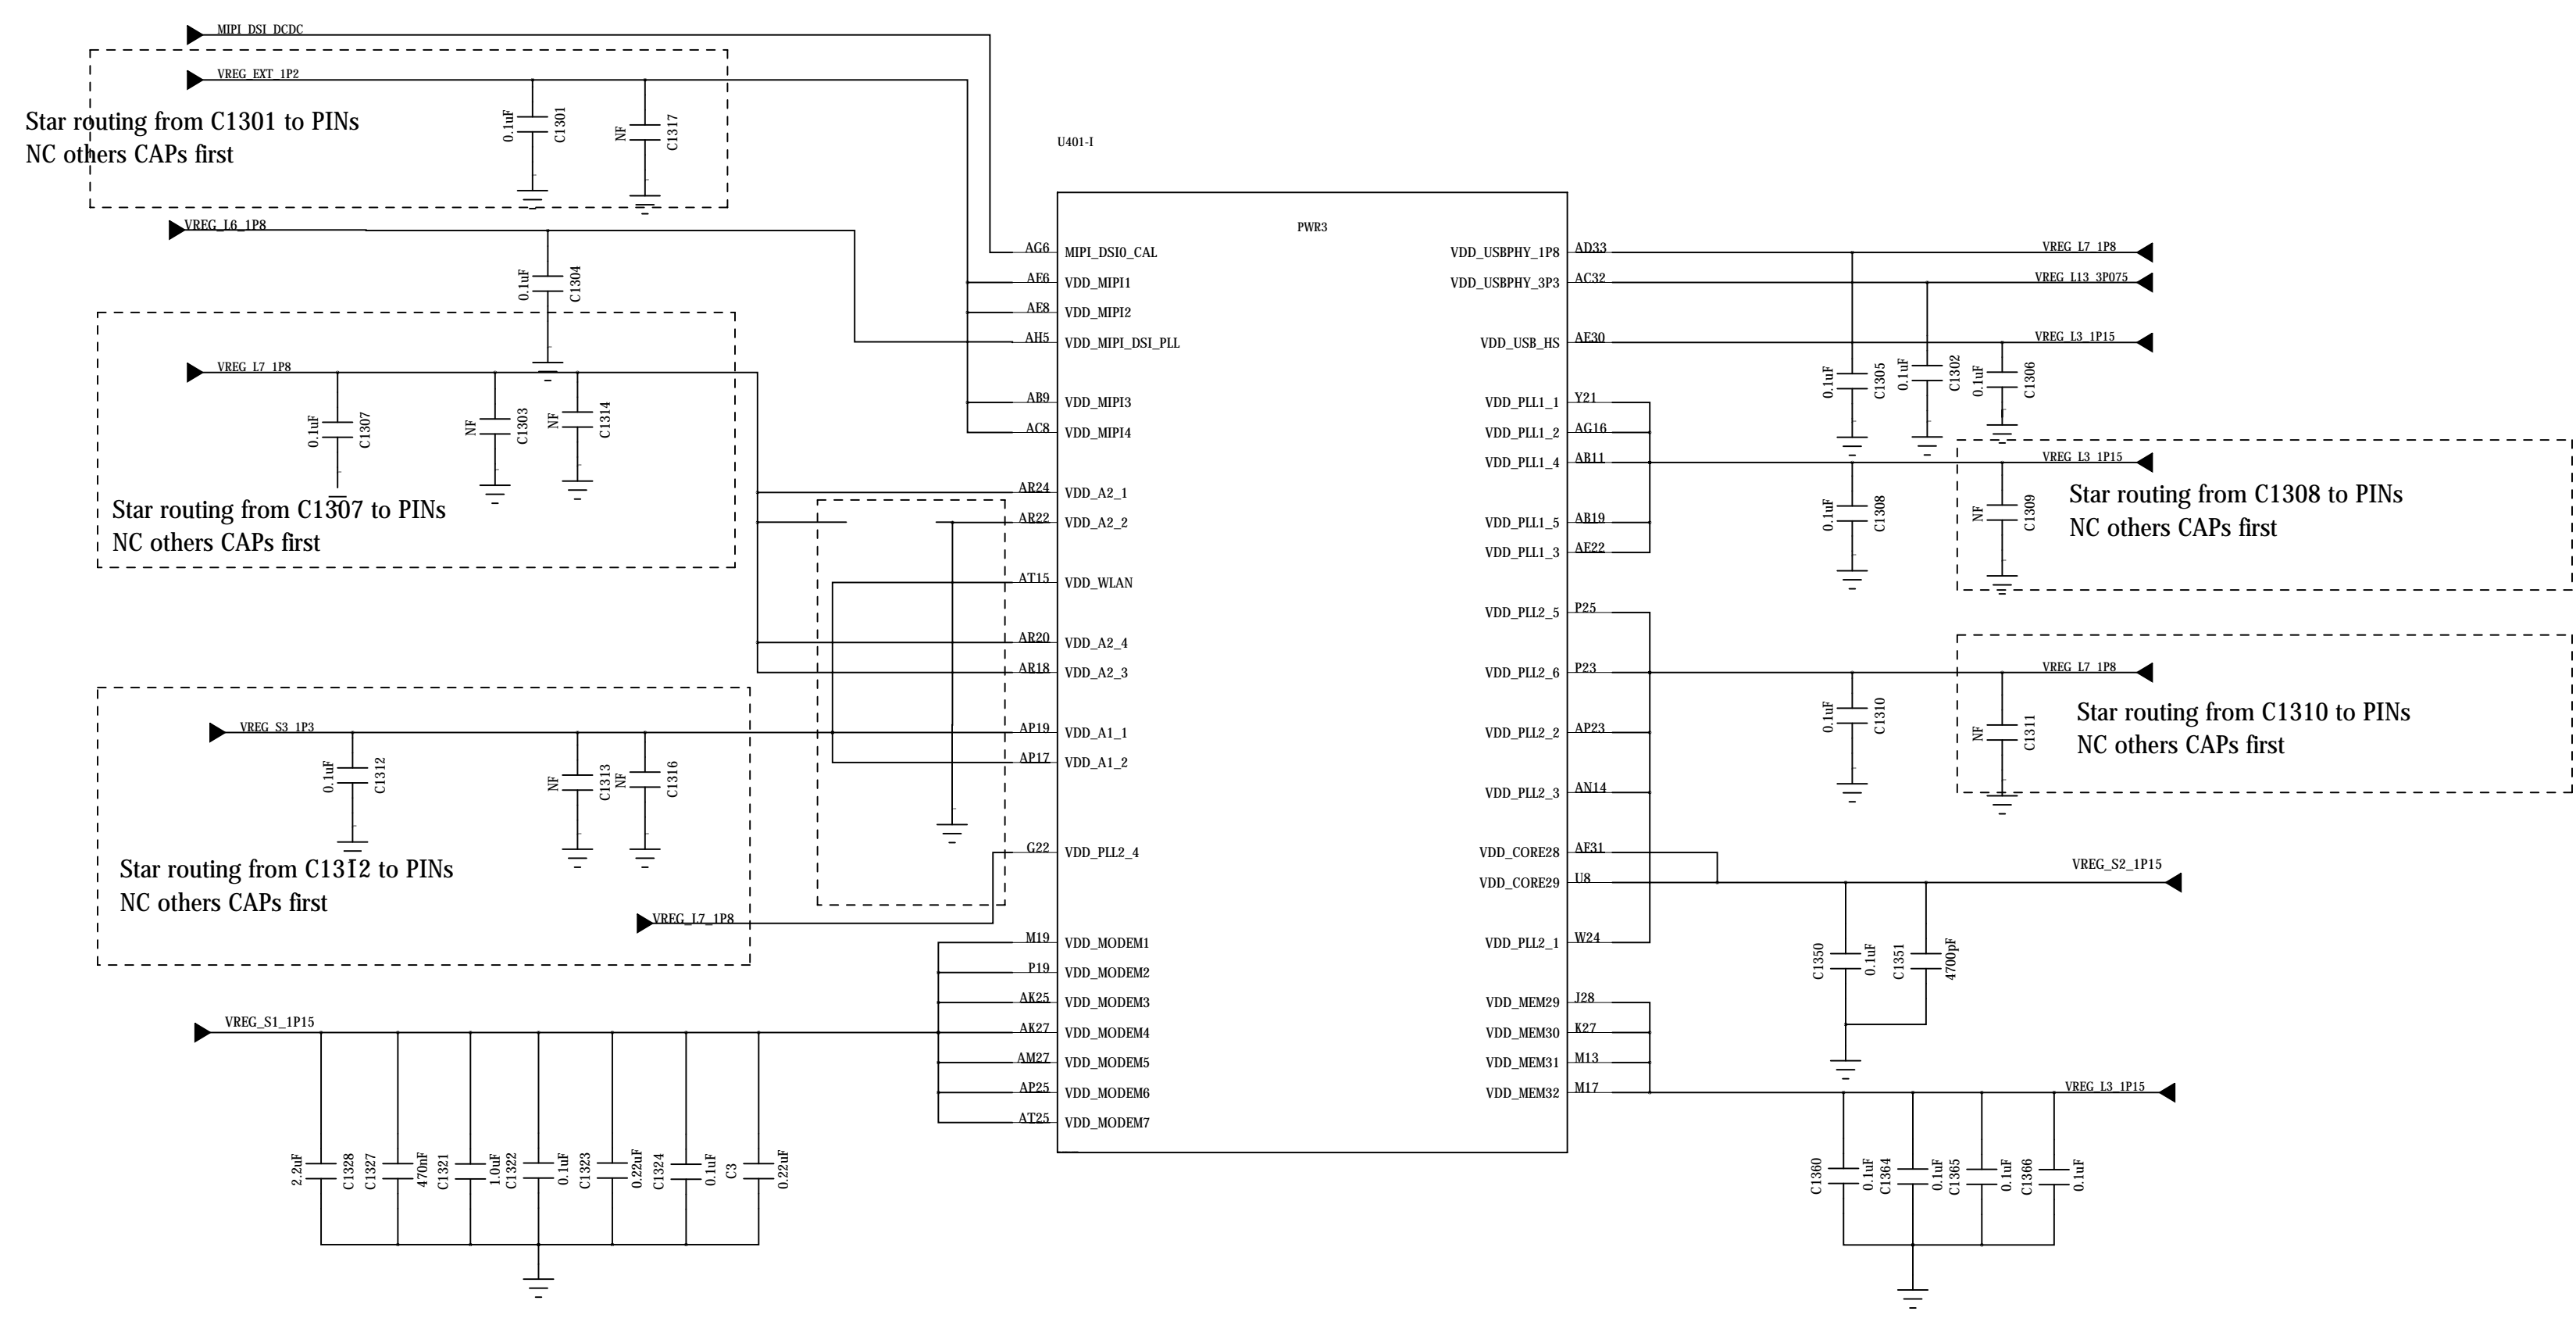 MIPI_DSI_DCDC
VREG_EXT_1P2
Star routing from C1301 to PINs
NC others CAPs first
0.1uF
C1301
NF
C1317
VREG_L6_1P8
0.1uF
C1304
VREG_L7_1P8
0.1uF
C1307
NF
C1303
NF
C1314
Star routing from C1307 to PINs
NC others CAPs first
VREG_S3_1P3
0.1uF
C1312
NF
C1313
NF
C1316
Star routing from C1312 to PINs
NC others CAPs first
VREG_L7_1P8
VREG_S1_1P15
2.2uF
C1328
C1327
470nF
C1321
1.0uF
C1322
0.1uF
C1323
0.22uF
C1324
0.1uF
C3
0.22uF
U401-I
PWR3
AG6 MIPI_DSI0_CAL
AE6 VDD_MIPI1
AE8 VDD_MIPI2
AH5 VDD_MIPI_DSI_PLL
AB9 VDD_MIPI3
AC8 VDD_MIPI4
AR24 VDD_A2_1
AR22 VDD_A2_2
AT15 VDD_WLAN
AR20 VDD_A2_4
AR18 VDD_A2_3
AP19 VDD_A1_1
AP17 VDD_A1_2
G22 VDD_PLL2_4
M19 VDD_MODEM1
P19 VDD_MODEM2
AK25 VDD_MODEM3
AK27 VDD_MODEM4
AM27 VDD_MODEM5
AP25 VDD_MODEM6
AT25 VDD_MODEM7
VDD_USBPHY_1P8 AD33
VDD_USBPHY_3P3 AC32
VDD_USB_HS AE30
VDD_PLL1_1 Y21
VDD_PLL1_2 AG16
VDD_PLL1_4 AB11
VDD_PLL1_5 AB19
VDD_PLL1_3 AE22
VDD_PLL2_5 P25
VDD_PLL2_6 P23
VDD_PLL2_2 AP23
VDD_PLL2_3 AN14
VDD_CORE28 AF31
VDD_CORE29 U8
VDD_PLL2_1 W24
VDD_MEM29 J28
VDD_MEM30 K27
VDD_MEM31 M13
VDD_MEM32 M17
VREG_L7_1P8
VREG_L13_3P075
VREG_L3_1P15
0.1uF
C1305
0.1uF
C1302
0.1uF
C1306
VREG_L3_1P15
0.1uF
C1308
NF
C1309
Star routing from C1308 to PINs
NC others CAPs first
VREG_L7_1P8
0.1uF
C1310
NF
C1311
Star routing from C1310 to PINs
NC others CAPs first
VREG_S2_1P15
C1350
0.1uF
C1351
4700pF
VREG_L3_1P15
C1360
0.1uF
C1364
0.1uF
C1365
0.1uF
C1366
0.1uF